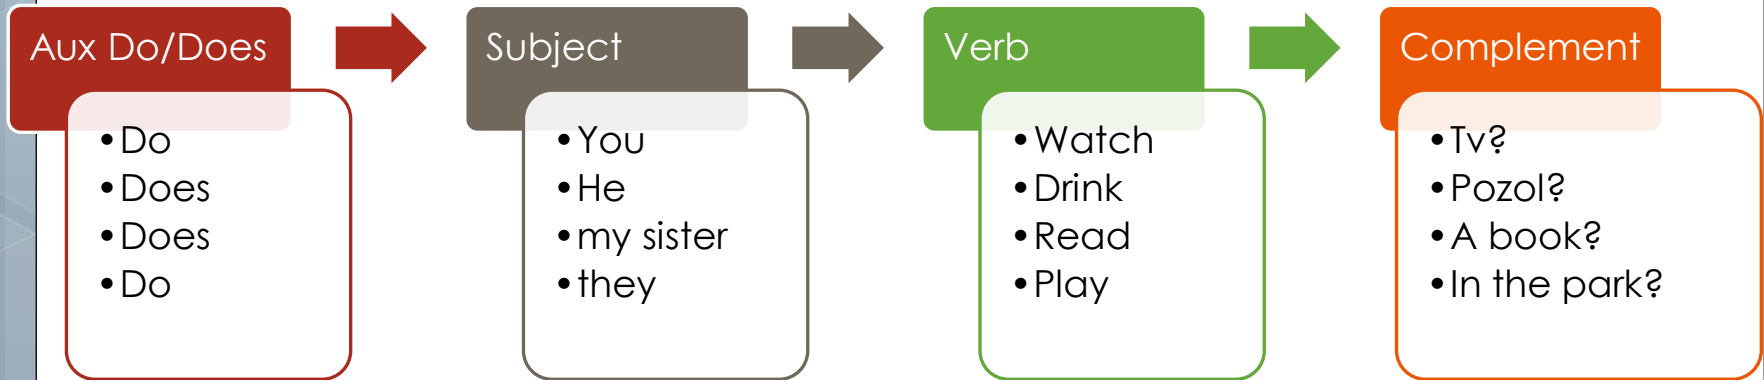 Aux Do/Does
• Do
• Does
• Does
• Do
Subject
• You
• He
• my sister
• they
Verb
• Watch
• Drink
• Read
• Play
Complement
• Tv?
• Pozol?
• A book?
• In the park?